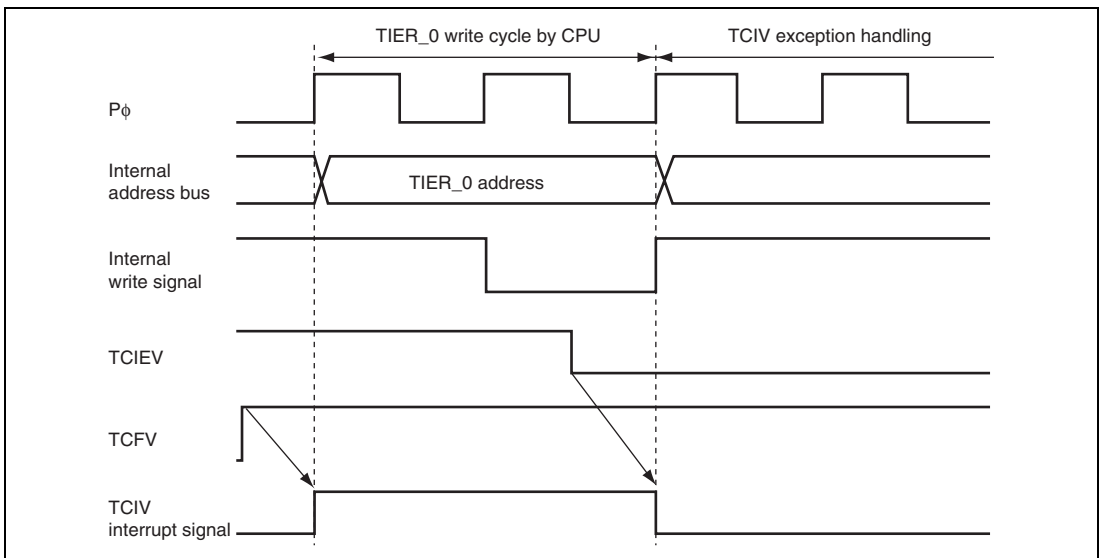 TIER_0 write cycle by CPU
TCIV exception handling
Pϕ
Internal
address bus
TIER_0 address
Internal
write signal
TCIEV
TCFV
TCIV
interrupt signal